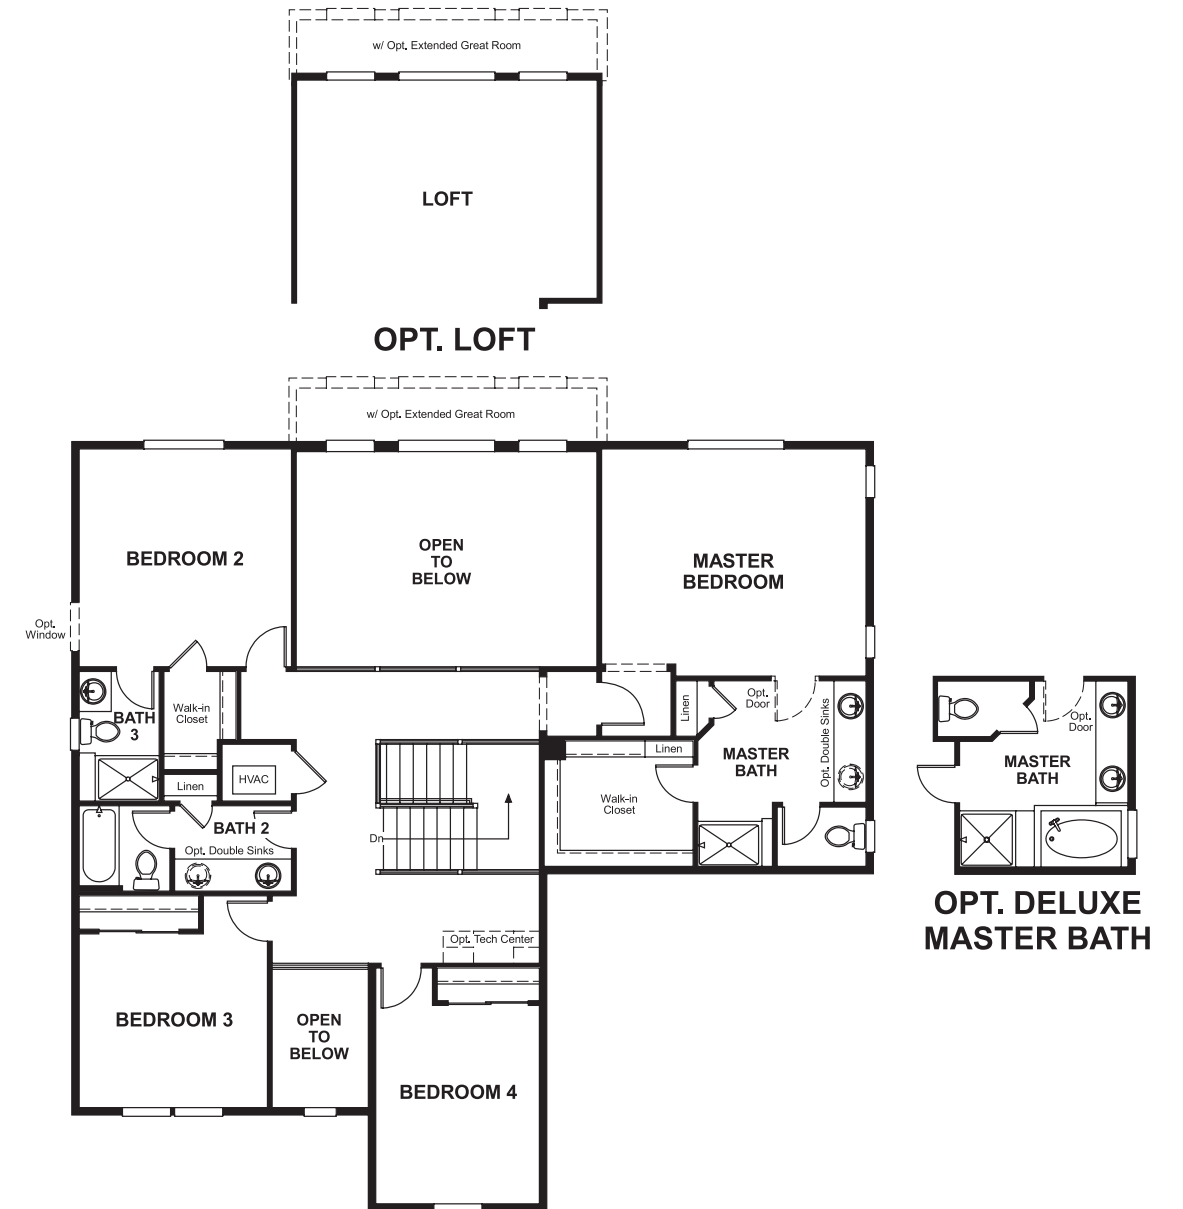 w/ Opt. Extended Great Room
LOFT
OPT. LOFT
w/ Opt. Extended Great Room
BEDROOM 2
OPEN
TO
BELOW
MASTER
BEDROOM
Opt.
Window
BATH
3
Walk-in
Closet
Linen
Opt.
Door
Opt. Double Sinks
MASTER
BATH
Linen
Walk-in
Closet
HVAC
Linen
BATH 2
Opt. Double Sinks
Dn
Opt. Tech Center
BEDROOM 3
OPEN
TO
BELOW
BEDROOM 4
Opt.
Door
MASTER
BATH
OPT. DELUXE
MASTER BATH